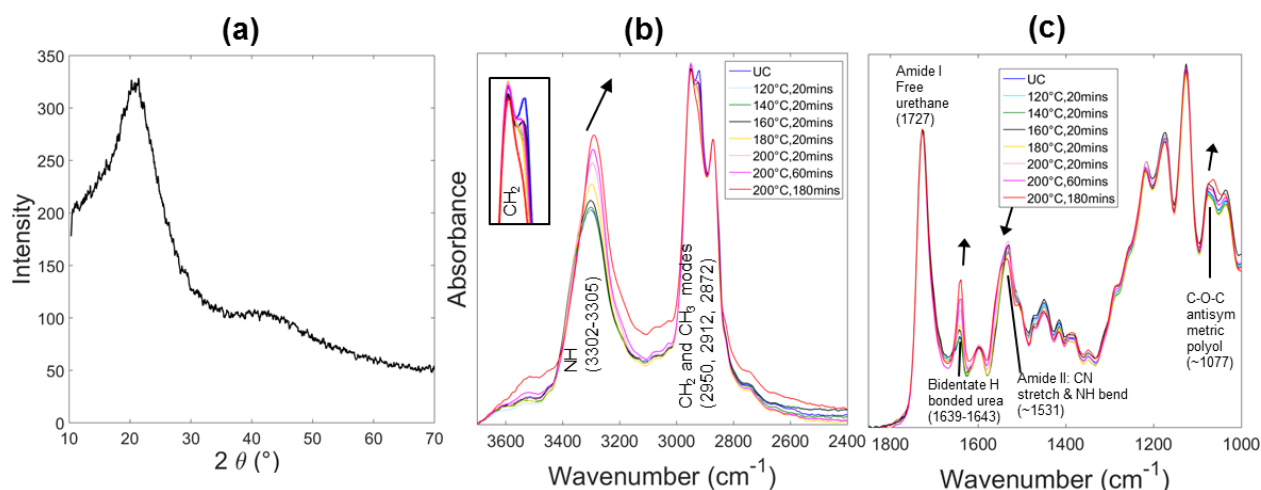 (a)
350
300
250
200
150
100
50
0
Intensity
10
20
30
40
50
60
70
2 θ (°)
(b)
Absorbance
CH2
NH
(3302-3305)
CH2 and CH3 modes
(2950, 2912, 2872)
UC
120°C,20mins
140°C,20mins
160°C,20mins
180°C,20mins
200°C,20mins
200°C,60mins
200°C,180mins
3600
3400
3200
3000
2800
2600
2400
Wavenumber (cm-1)
(c)
Amide I
Free
urethane
(1727)
UC
120°C,20mins
140°C,20mins
160°C,20mins
180°C,20mins
200°C,20mins
200°C,60mins
200°C,180mins
Bidentate H
bonded urea
(1639-1643)
Amide II: CN
stretch & NH bend
(~1531)
C-O-C
antisym
metric
polyol
(~1077)
1800
1600
1400
1200
1000
Wavenumber (cm-1)